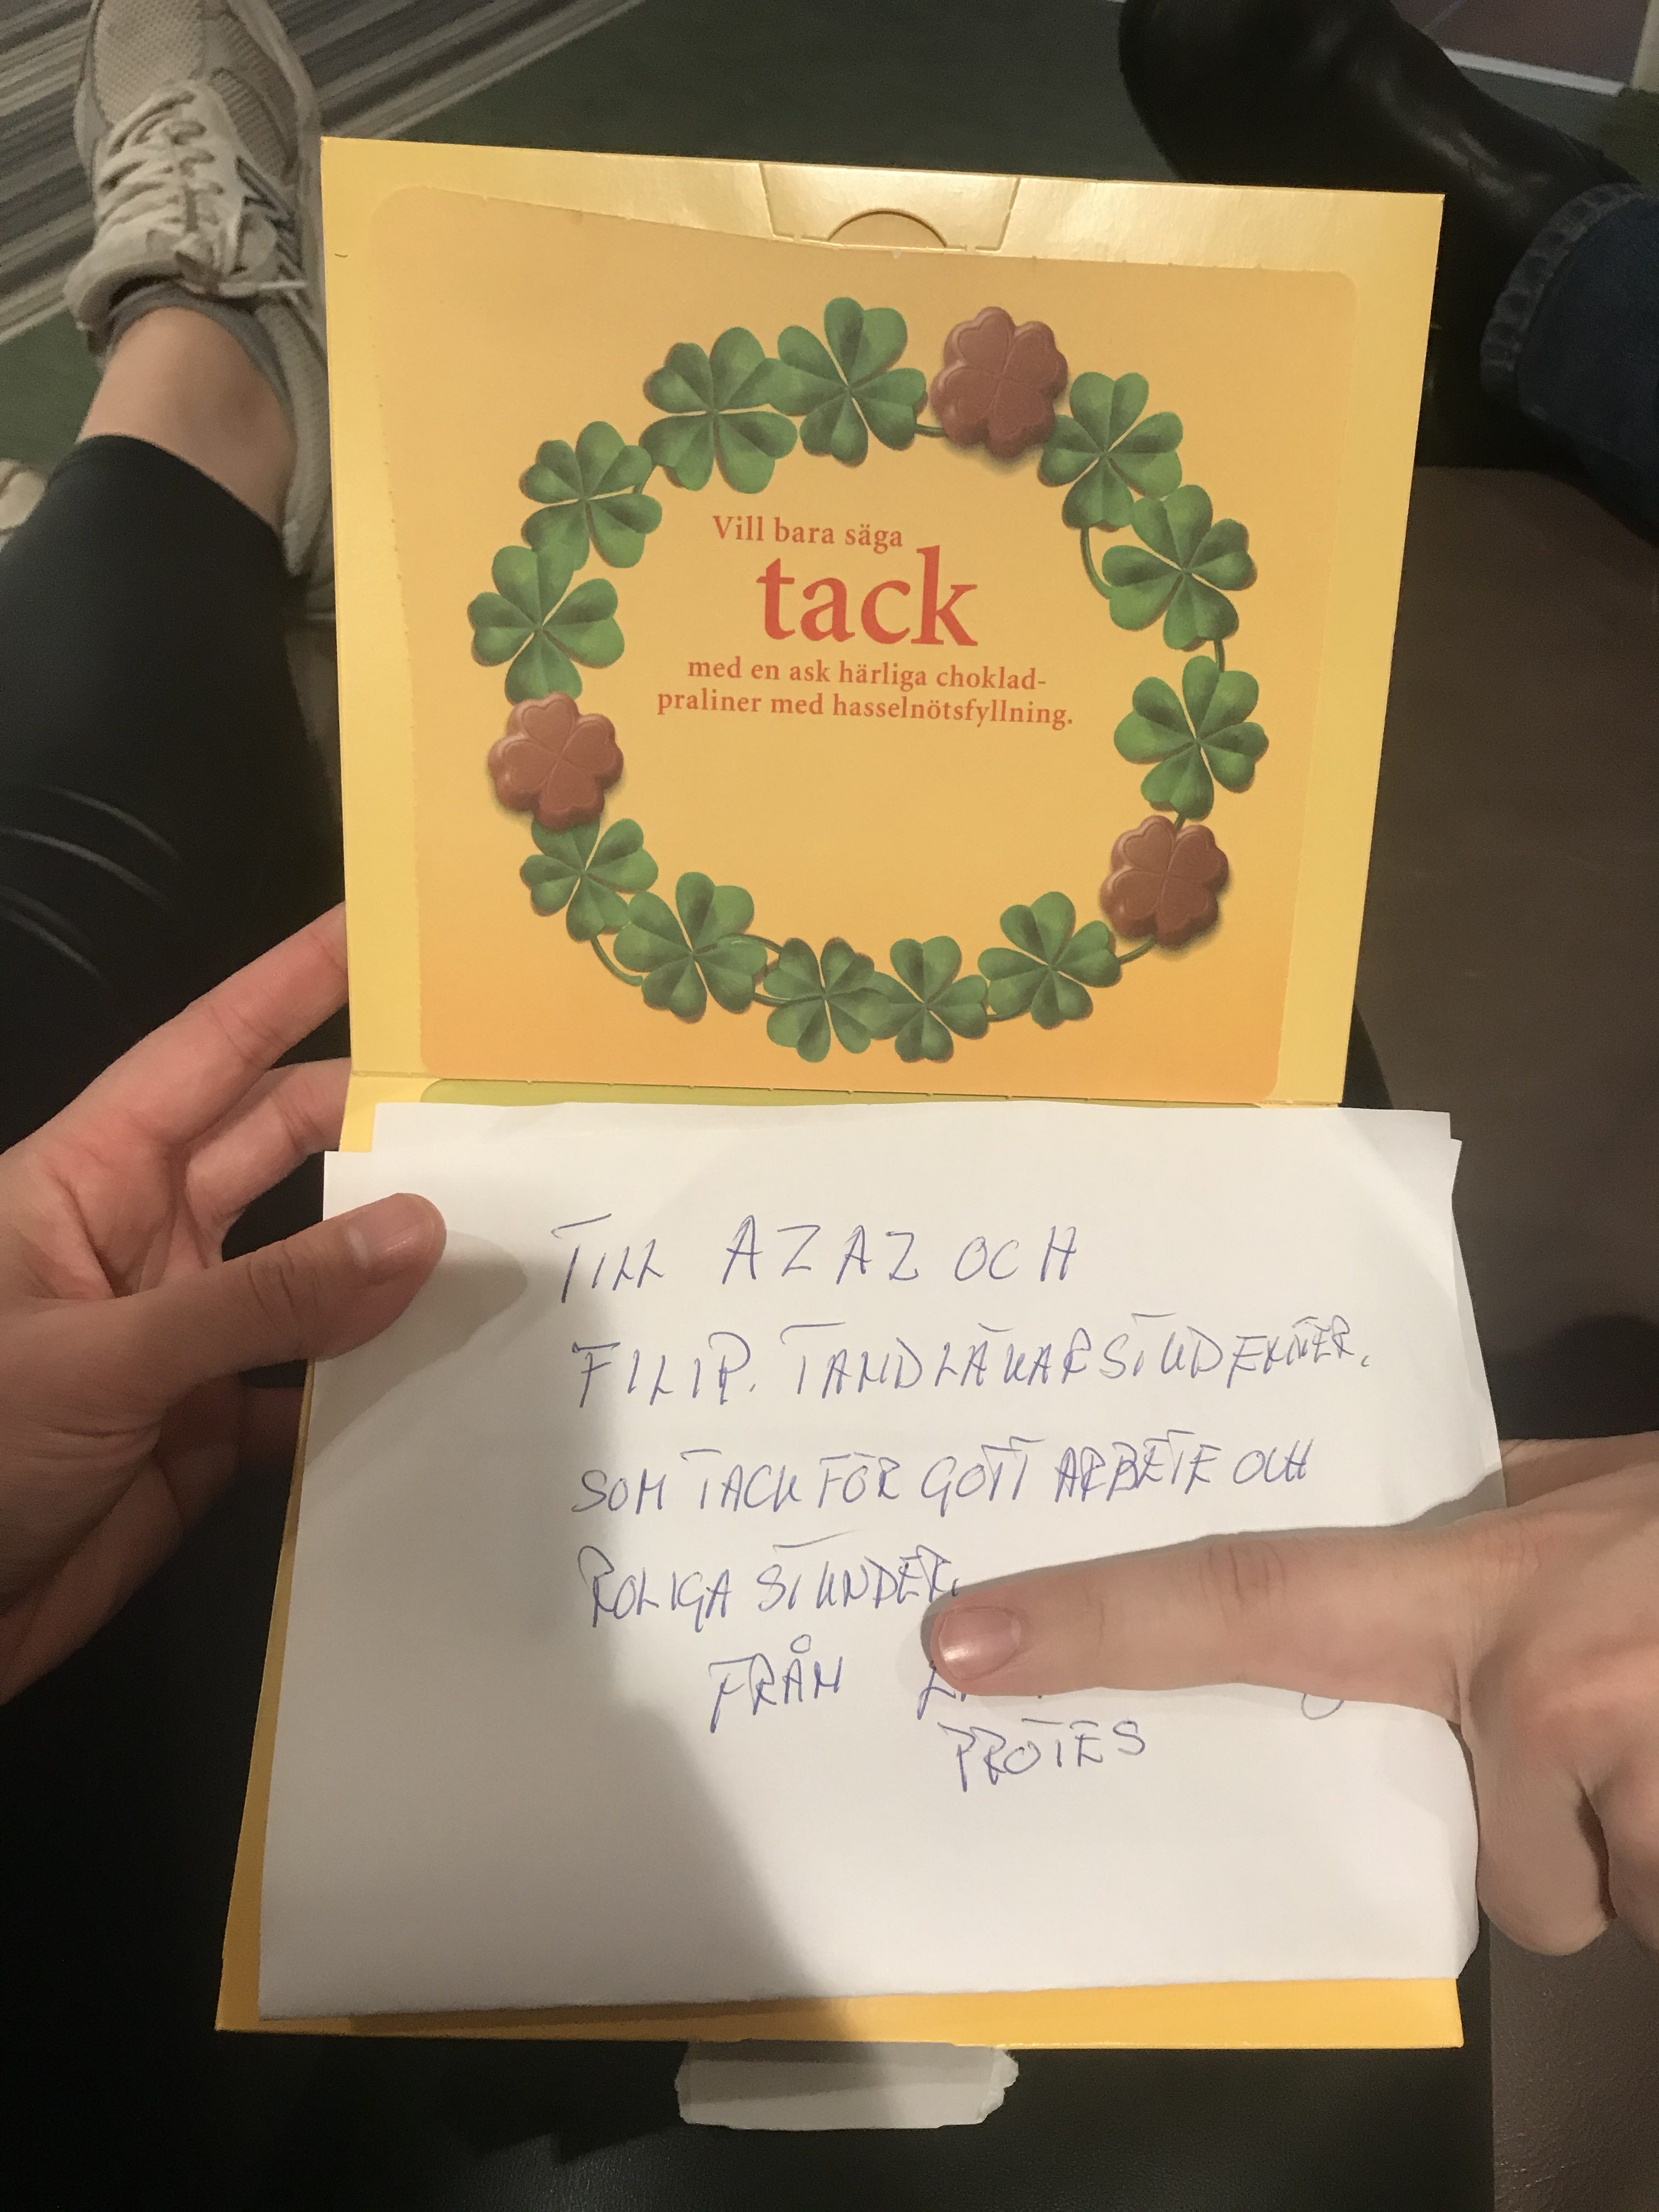 Vill bara säga
tack
med en ask härliga choklad-
praliner med hasselnötsfyllning.
TILL AZAZ OCH
FILIP. TANDLÄKARSTUDENTER.
SOM TACK FÖR GOTT ARBETE OCH
ROLIGA STUNDER.
FRÅN
PROTES